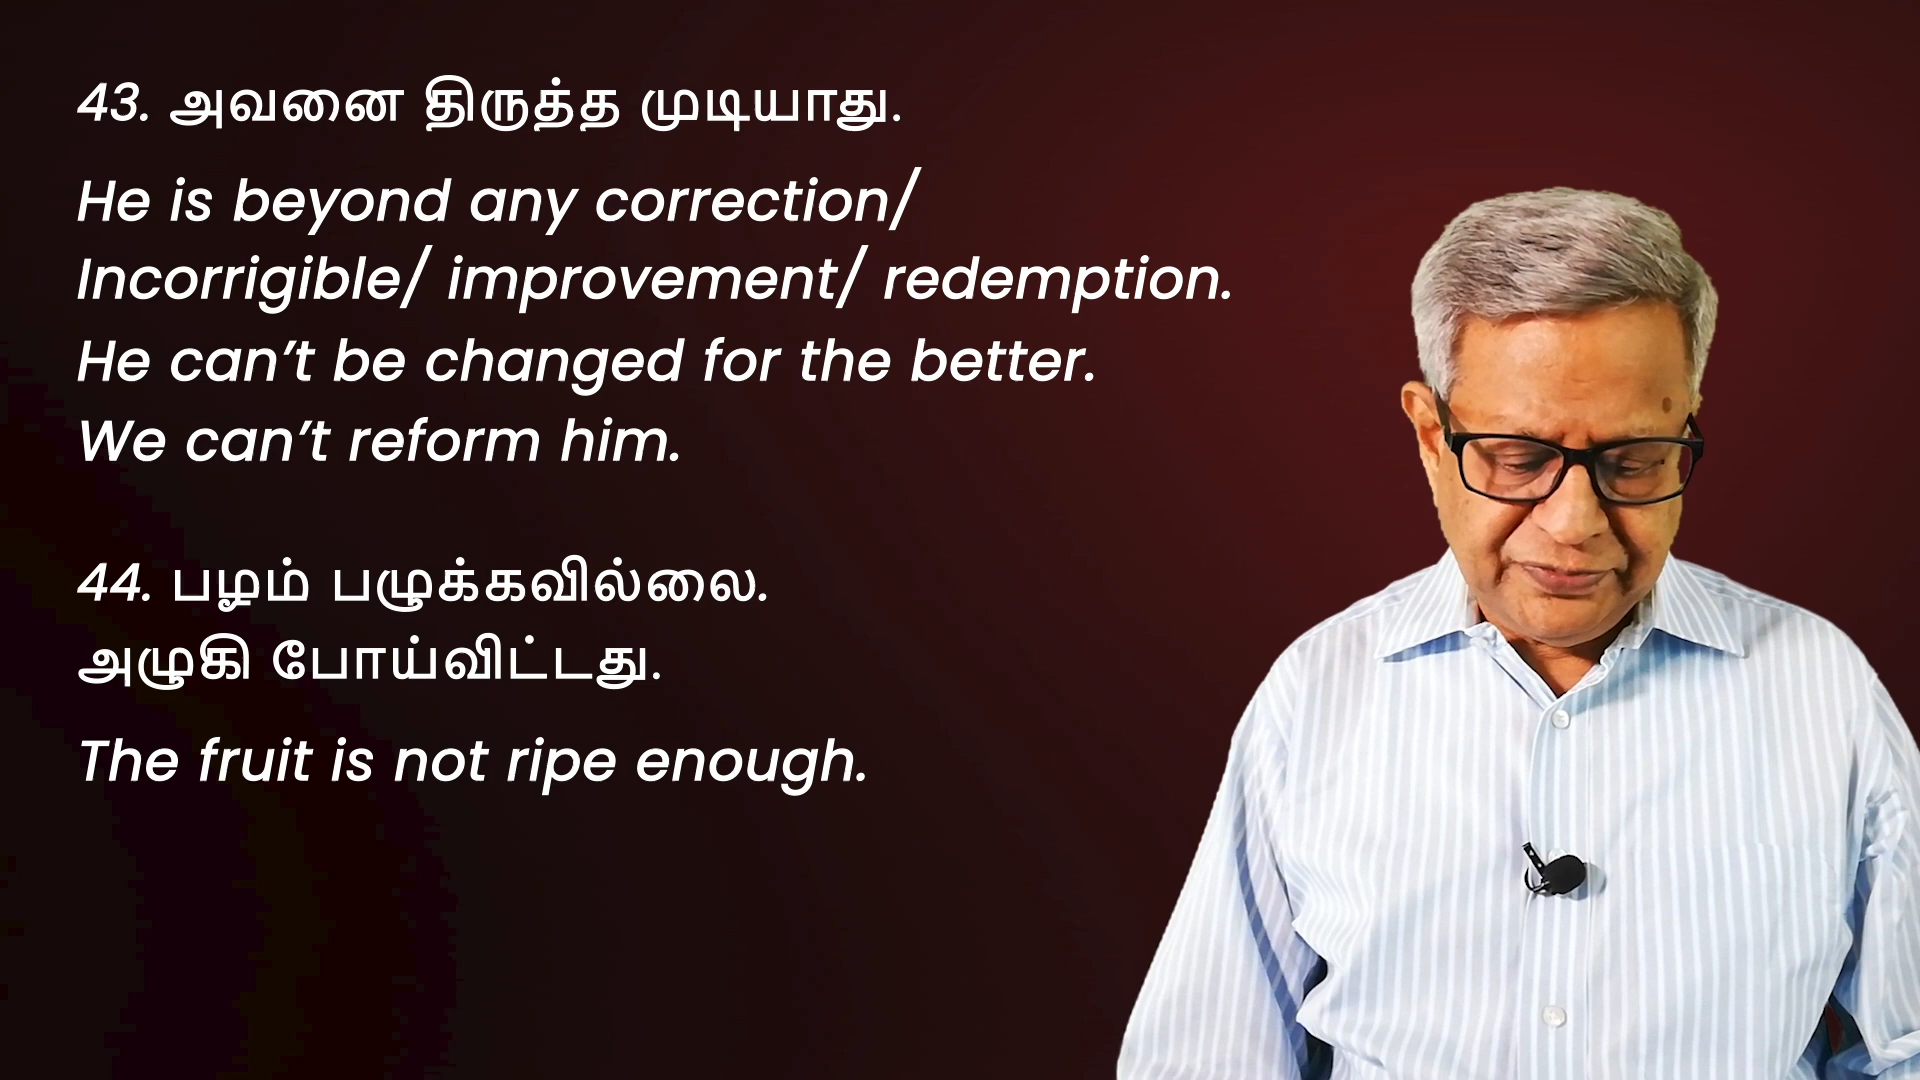 43. அவனை திருத்த முடியாது.
He is beyond any correction/
Incorrigible/ improvement/ redemption.
He can’t be changed for the better.
We can’t reform him.
44. பழம் பழுக்கவில்லை.
அழுகி போய்விட்டது.
The fruit is not ripe enough.